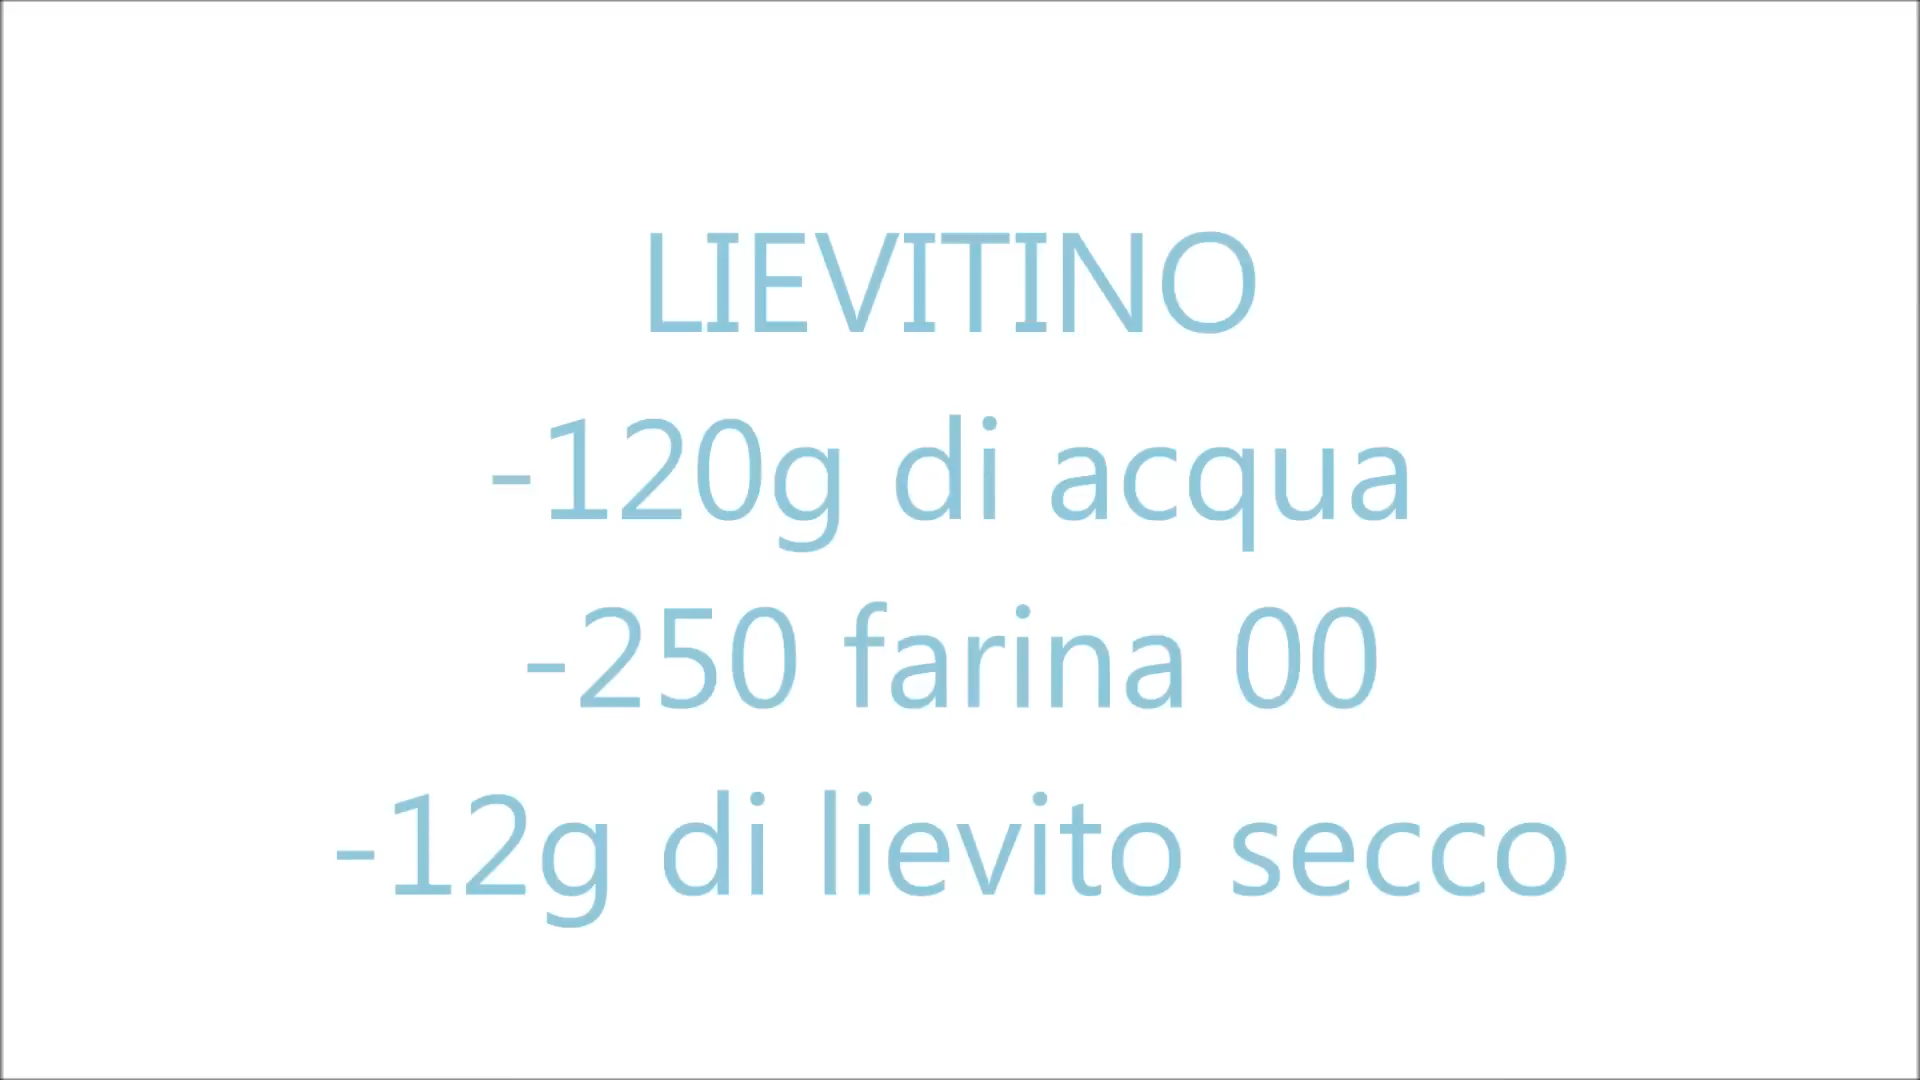 LIEVITINO
-120g di acqua
-250 farina 00
-12g di lievito secco